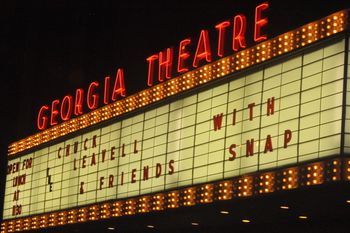 GEORGIA THEATRE
OPEN FOR
LUNCH
AT
11:30
CHUCK
LEAVELL
& FRIENDS
WITH
SNAP